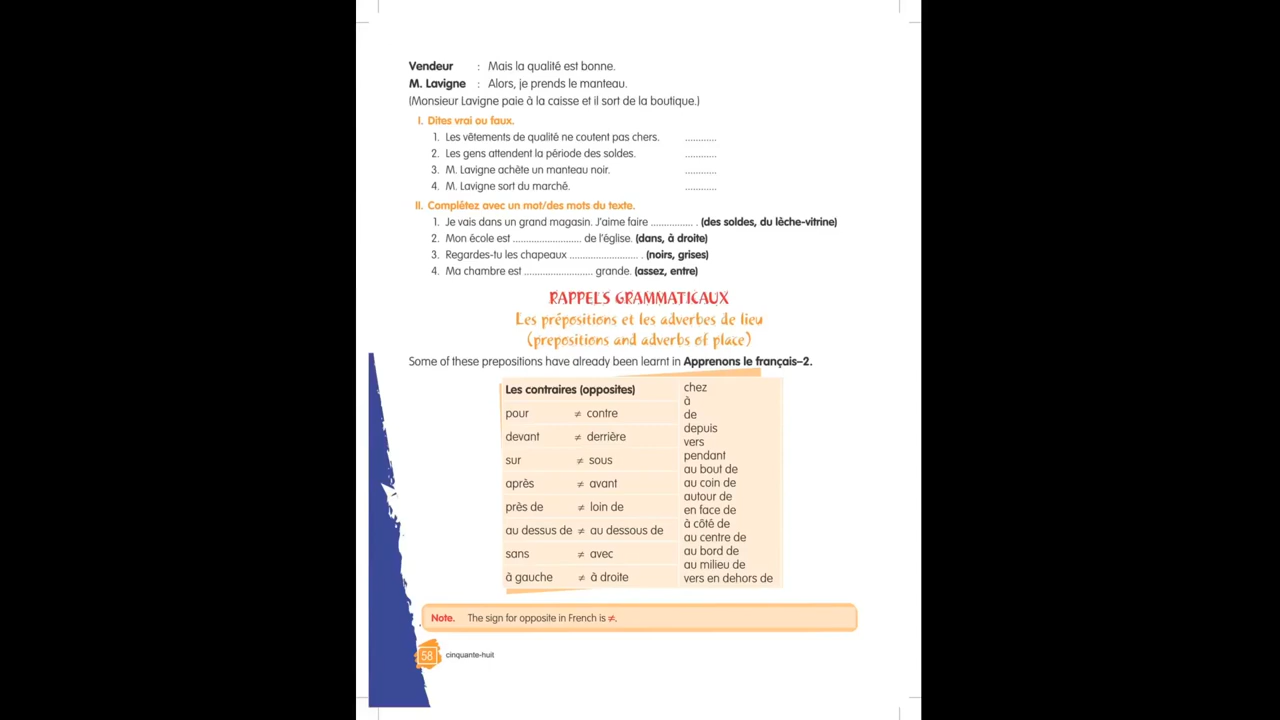 Vendeur : Mais la qualité est bonne.
M. Lavigne : Alors, je prends le manteau.
(Monsieur Lavigne paie à la caisse et il sort de la boutique.)
I. Dites vrai ou faux.
1. Les vêtements de qualité ne coutent pas chers. ............
2. Les gens attendent la période des soldes. ............
3. M. Lavigne achète un manteau noir. ............
4. M. Lavigne sort du marché. ............
II. Complétez avec un mot/des mots du texte.
1. Je vais dans un grand magasin. J'aime faire ................ . (des soldes, du lèche-vitrine)
2. Mon école est ......................... de l'église. (dans, à droite)
3. Regardes-tu les chapeaux ......................... . (noirs, grises)
4. Ma chambre est ......................... grande. (assez, entre)
RAPPELS GRAMMATICAUX
Les prépositions et les adverbes de lieu
(prepositions and adverbs of place)
Some of these prepositions have already been learnt in Apprenons le français–2.
Les contraires (opposites)
pour ≠ contre
devant ≠ derrière
sur ≠ sous
après ≠ avant
près de ≠ loin de
au dessus de ≠ au dessous de
sans ≠ avec
à gauche ≠ à droite
chez
à
de
depuis
vers
pendant
au bout de
au coin de
autour de
en face de
à côté de
au centre de
au bord de
au milieu de
vers en dehors de
Note. The sign for opposite in French is ≠.
58 cinquante-huit